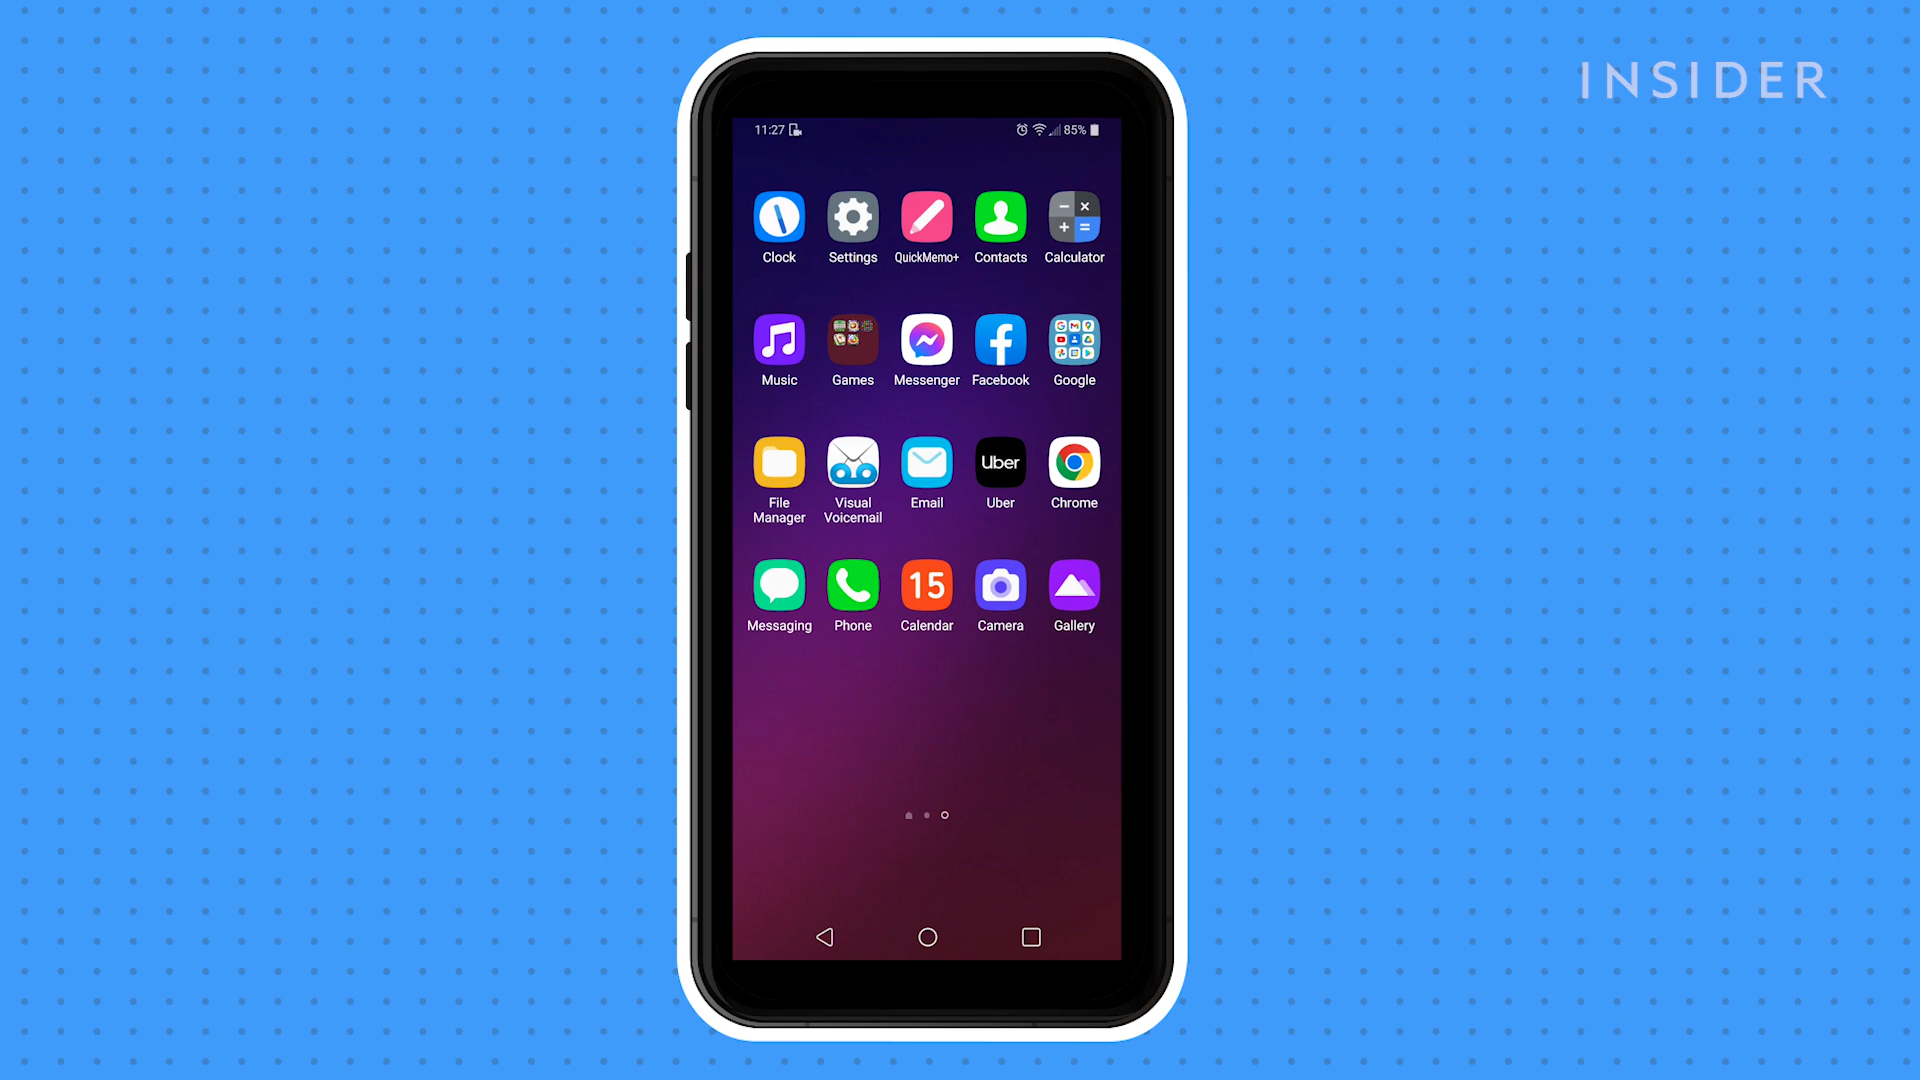 INSIDER
11:27
85%
Clock
Settings
QuickMemo+
Contacts
Calculator
Music
Games
Messenger
Facebook
Google
File
Manager
Visual
Voicemail
Email
Uber
Uber
Chrome
15
Messaging
Phone
Calendar
Camera
Gallery